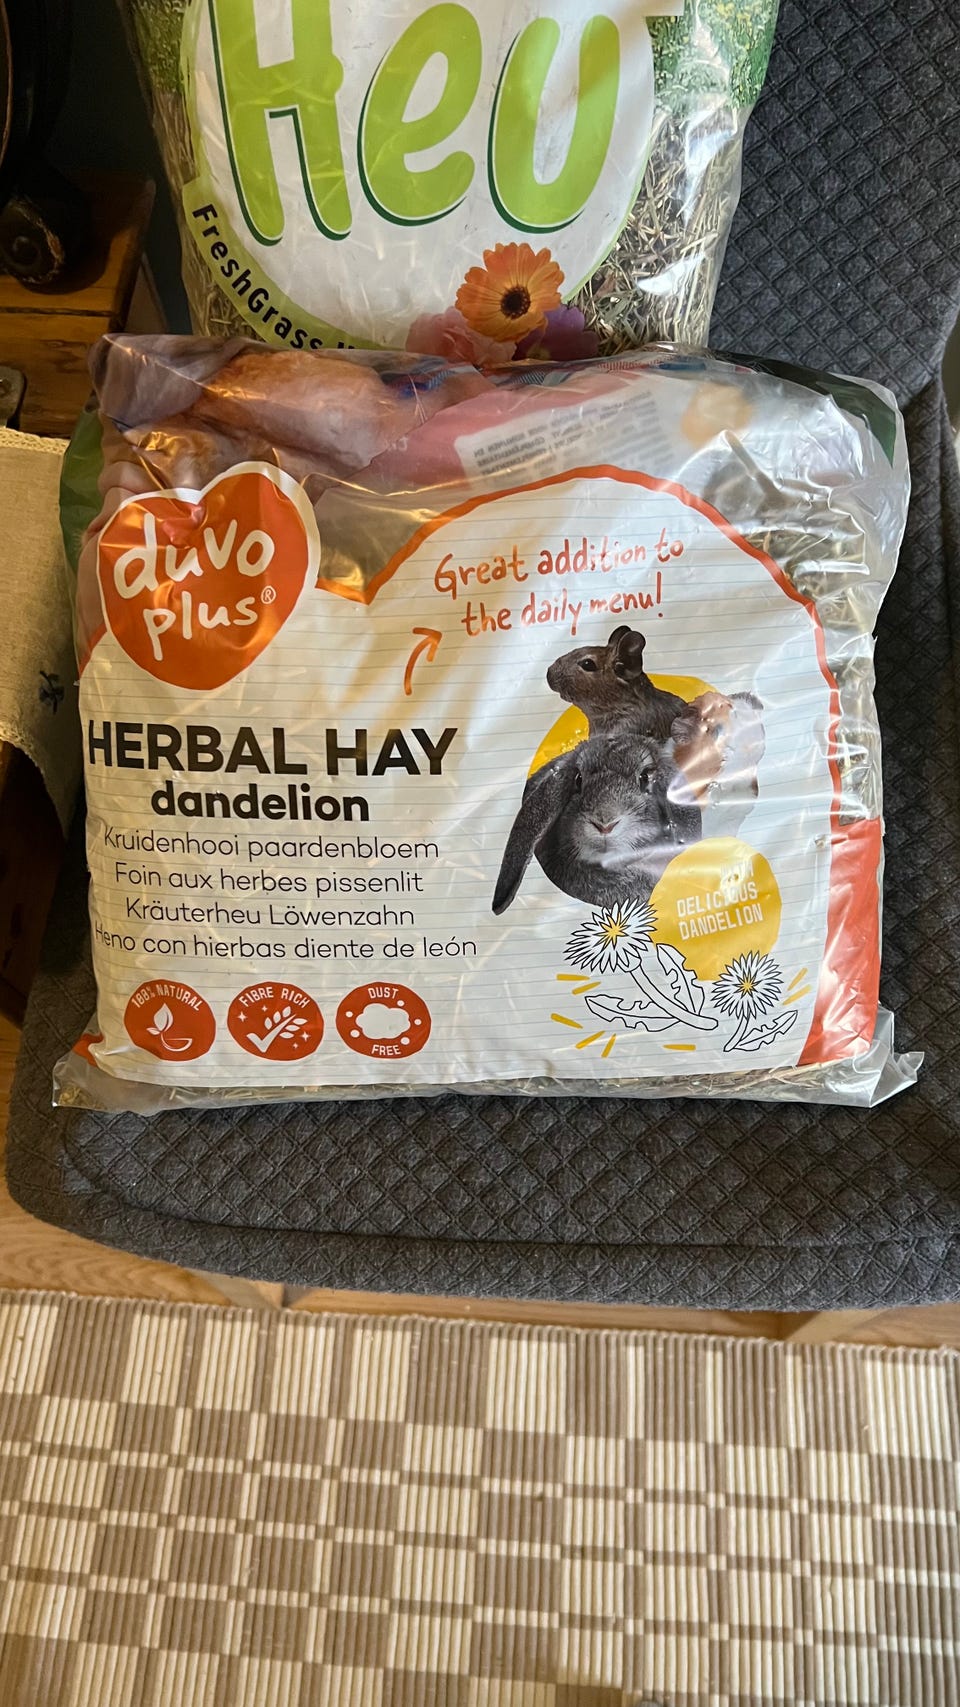 Heu
FreshGrass
duvo
plus®
Great addition to
the daily menu!
HERBAL HAY
dandelion
Kruidenhooi paardenbloem
Foin aux herbes pissenlit
Kräuterheu Löwenzahn
Heno con hierbas diente de león
DELICIOUS
DANDELION
100% NATURAL
FIBRE RICH
DUST
FREE